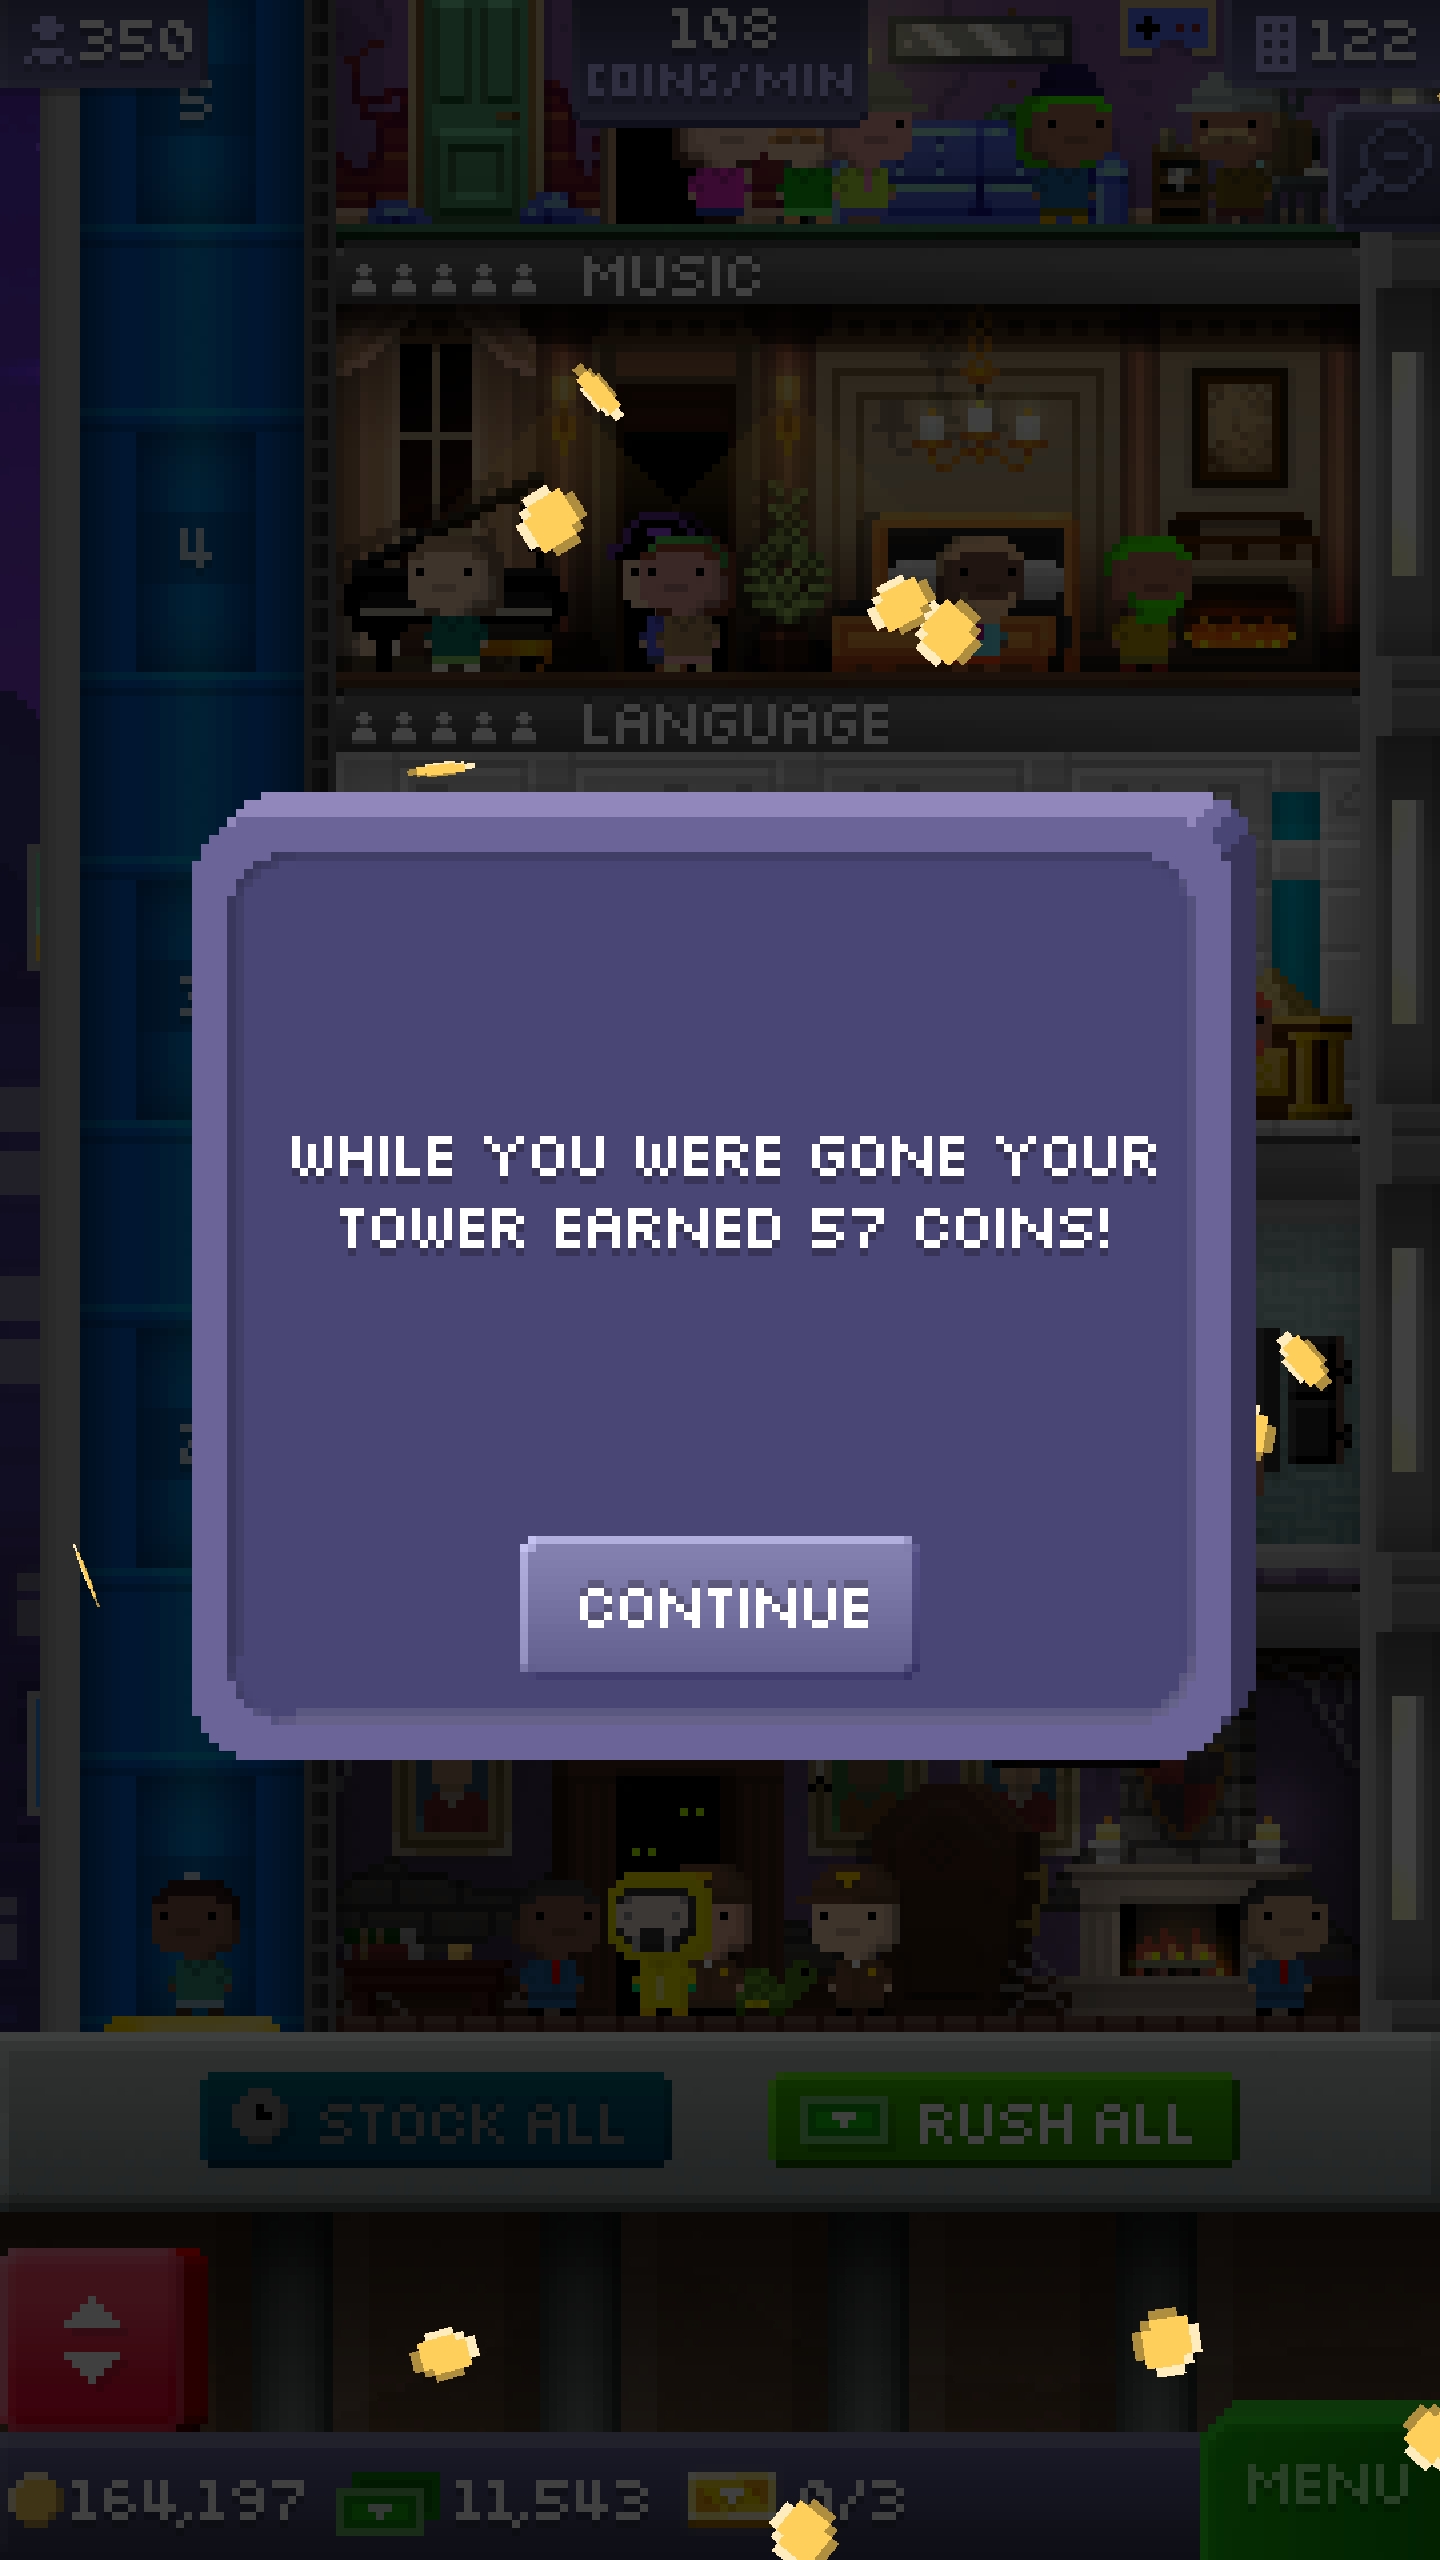 350
108
COINS/MIN
122
5
MUSIC
4
LANGUAGE
WHILE YOU WERE GONE YOUR
TOWER EARNED 57 COINS!
CONTINUE
STOCK ALL
RUSH ALL
164,197
11,543
0/3
MENU